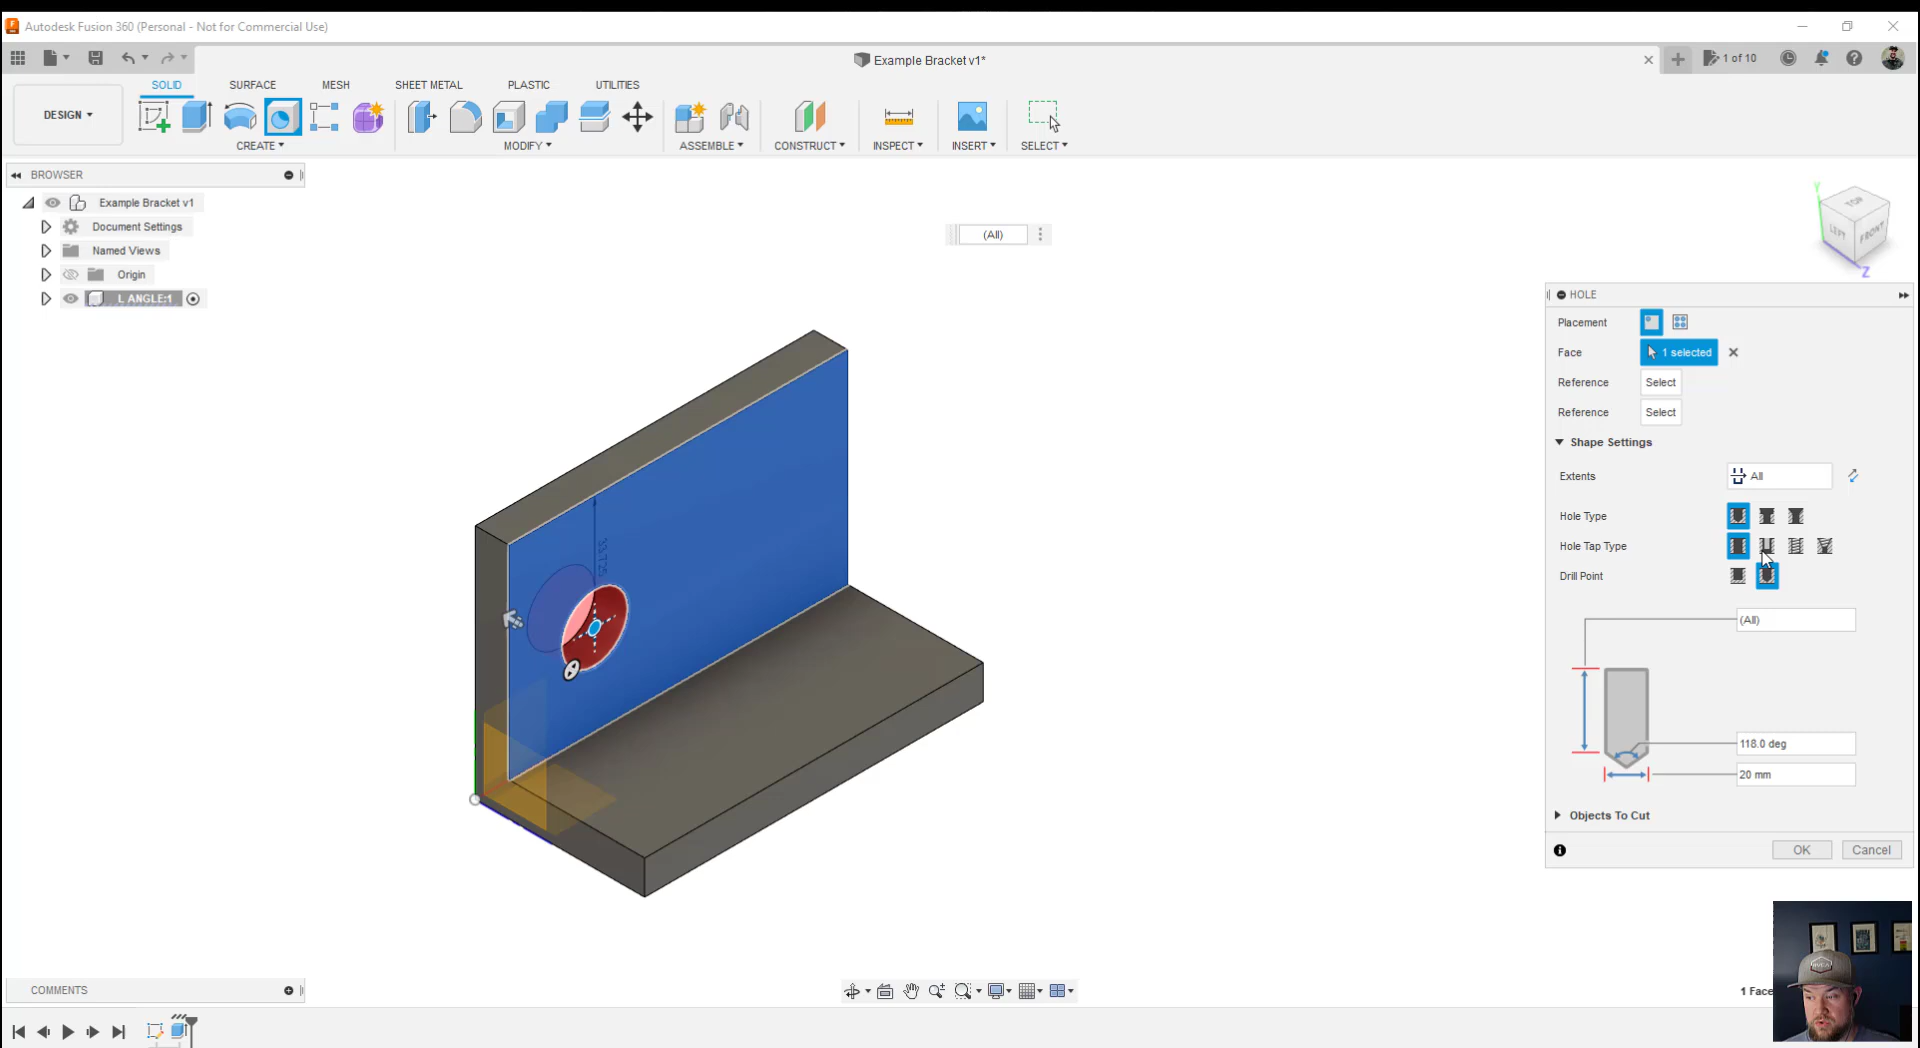 Autodesk Fusion 360 (Personal - Not for Commercial Use)
Example Bracket v1*
1 of 10
SOLID
SURFACE
MESH
SHEET METAL
PLASTIC
UTILITIES
DESIGN
CREATE
MODIFY
ASSEMBLE
CONSTRUCT
INSPECT
INSERT
SELECT
BROWSER
Example Bracket v1
Document Settings
Named Views
Origin
L ANGLE:1
(All)
Y
TOP
LEFT
FRONT
Z
HOLE
Placement
Face
1 selected
Reference
Select
Reference
Select
Shape Settings
Extents
All
Hole Type
Hole Tap Type
Drill Point
(All)
118.0 deg
20 mm
Objects To Cut
OK
Cancel
COMMENTS
1 Face